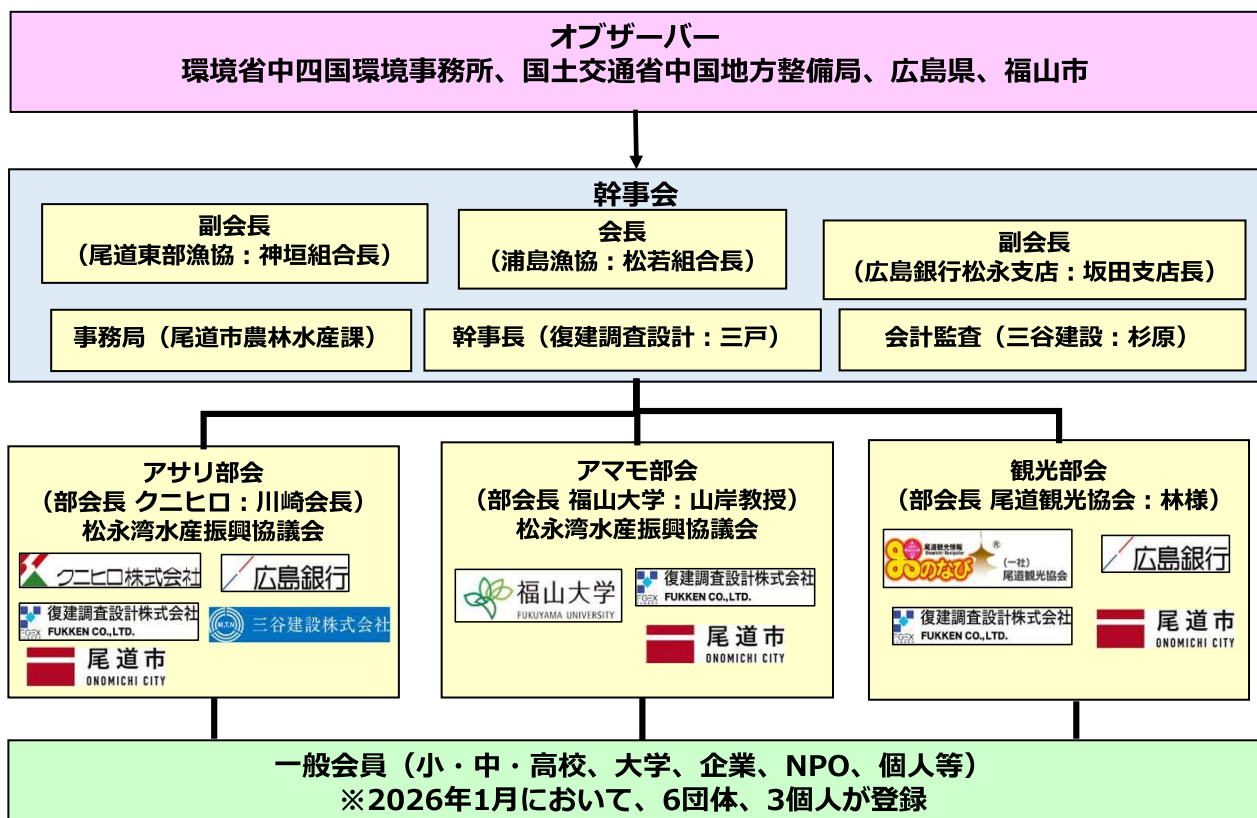 オブザーバー
環境省中四国環境事務所、国土交通省中国地方整備局、広島県、福山市
幹事会
副会長
（尾道東部漁協：神垣組合長）
会長
（浦島漁協：松若組合長）
副会長
（広島銀行松永支店：坂田支店長）
事務局（尾道市農林水産課）
幹事長（復建調査設計：三戸）
会計監査（三谷建設：杉原）
アサリ部会
（部会長 クニヒロ：川崎会長）
松永湾水産振興協議会
クニヒロ株式会社
広島銀行
復建調査設計株式会社
FUKKEN CO.,LTD.
M.T.N
三谷建設株式会社
尾道市
ONOMICHI CITY
アマモ部会
（部会長 福山大学：山岸教授）
松永湾水産振興協議会
福山大学
FUKUYAMA UNIVERSITY
復建調査設計株式会社
FUKKEN CO.,LTD.
尾道市
ONOMICHI CITY
観光部会
（部会長 尾道観光協会：林様）
尾道観光情報
Onomichi Navigator
おのなび
®
（一社）
尾道観光協会
広島銀行
復建調査設計株式会社
FUKKEN CO.,LTD.
尾道市
ONOMICHI CITY
一般会員（小・中・高校、大学、企業、NPO、個人等）
※2026年1月において、6団体、3個人が登録